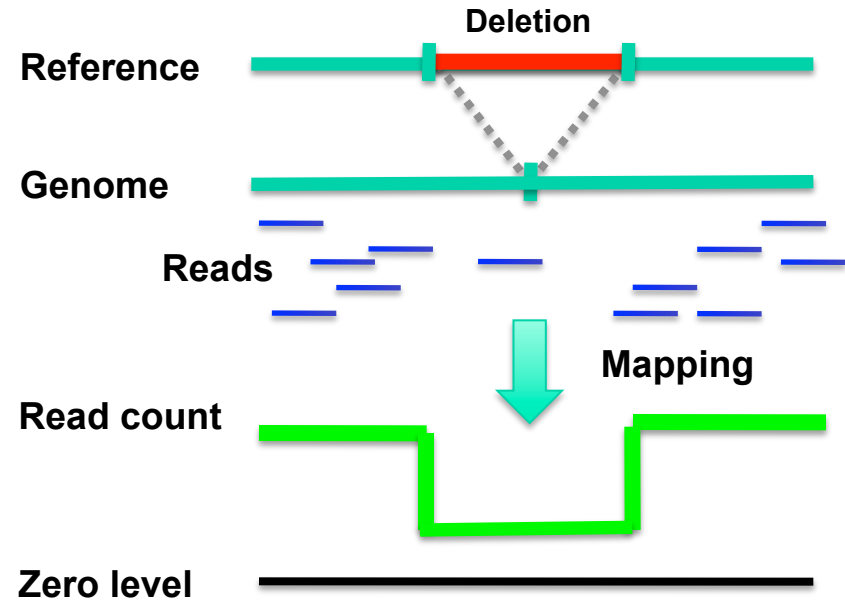 Deletion
Reference
Genome
Reads
Mapping
Read count
Zero level